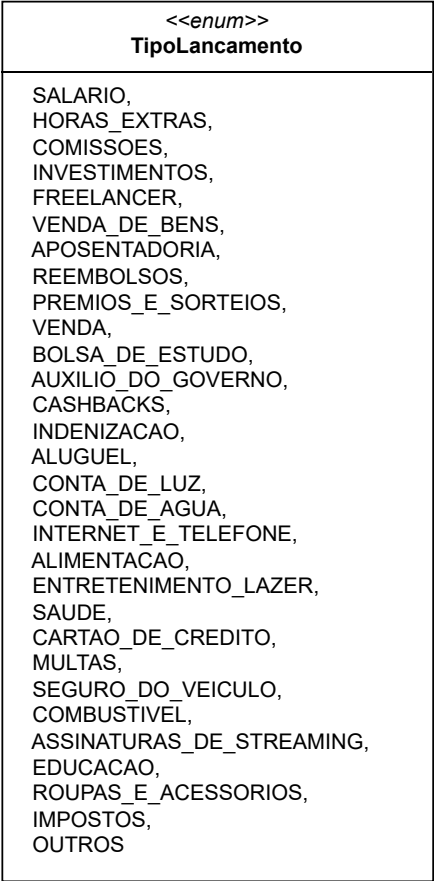 <<enum>>
TipoLancamento
SALARIO,
HORAS_EXTRAS,
COMISSOES,
INVESTIMENTOS,
FREELANCER,
VENDA_DE_BENS,
APOSENTADORIA,
REEMBOLSOS,
PREMIOS_E_SORTEIOS,
VENDA,
BOLSA_DE_ESTUDO,
AUXILIO_DO_GOVERNO,
CASHBACKS,
INDENIZACAO,
ALUGUEL,
CONTA_DE_LUZ,
CONTA_DE_AGUA,
INTERNET_E_TELEFONE,
ALIMENTACAO,
ENTRETENIMENTO_LAZER,
SAUDE,
CARTAO_DE_CREDITO,
MULTAS,
SEGURO_DO_VEICULO,
COMBUSTIVEL,
ASSINATURAS_DE_STREAMING,
EDUCACAO,
ROUPAS_E_ACESSORIOS,
IMPOSTOS,
OUTROS